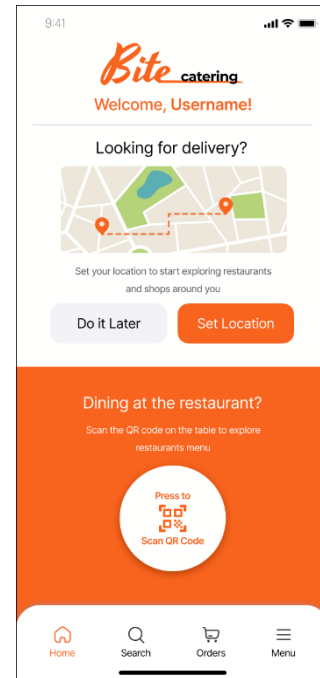 9:41
Bite catering
Welcome, Username!
Looking for delivery?
Set your location to start exploring restaurants
and shops around you
Do it Later
Set Location
Dining at the restaurant?
Scan the QR code on the table to explore
restaurants menu
Press to
Scan QR Code
Home
Search
Orders
Menu